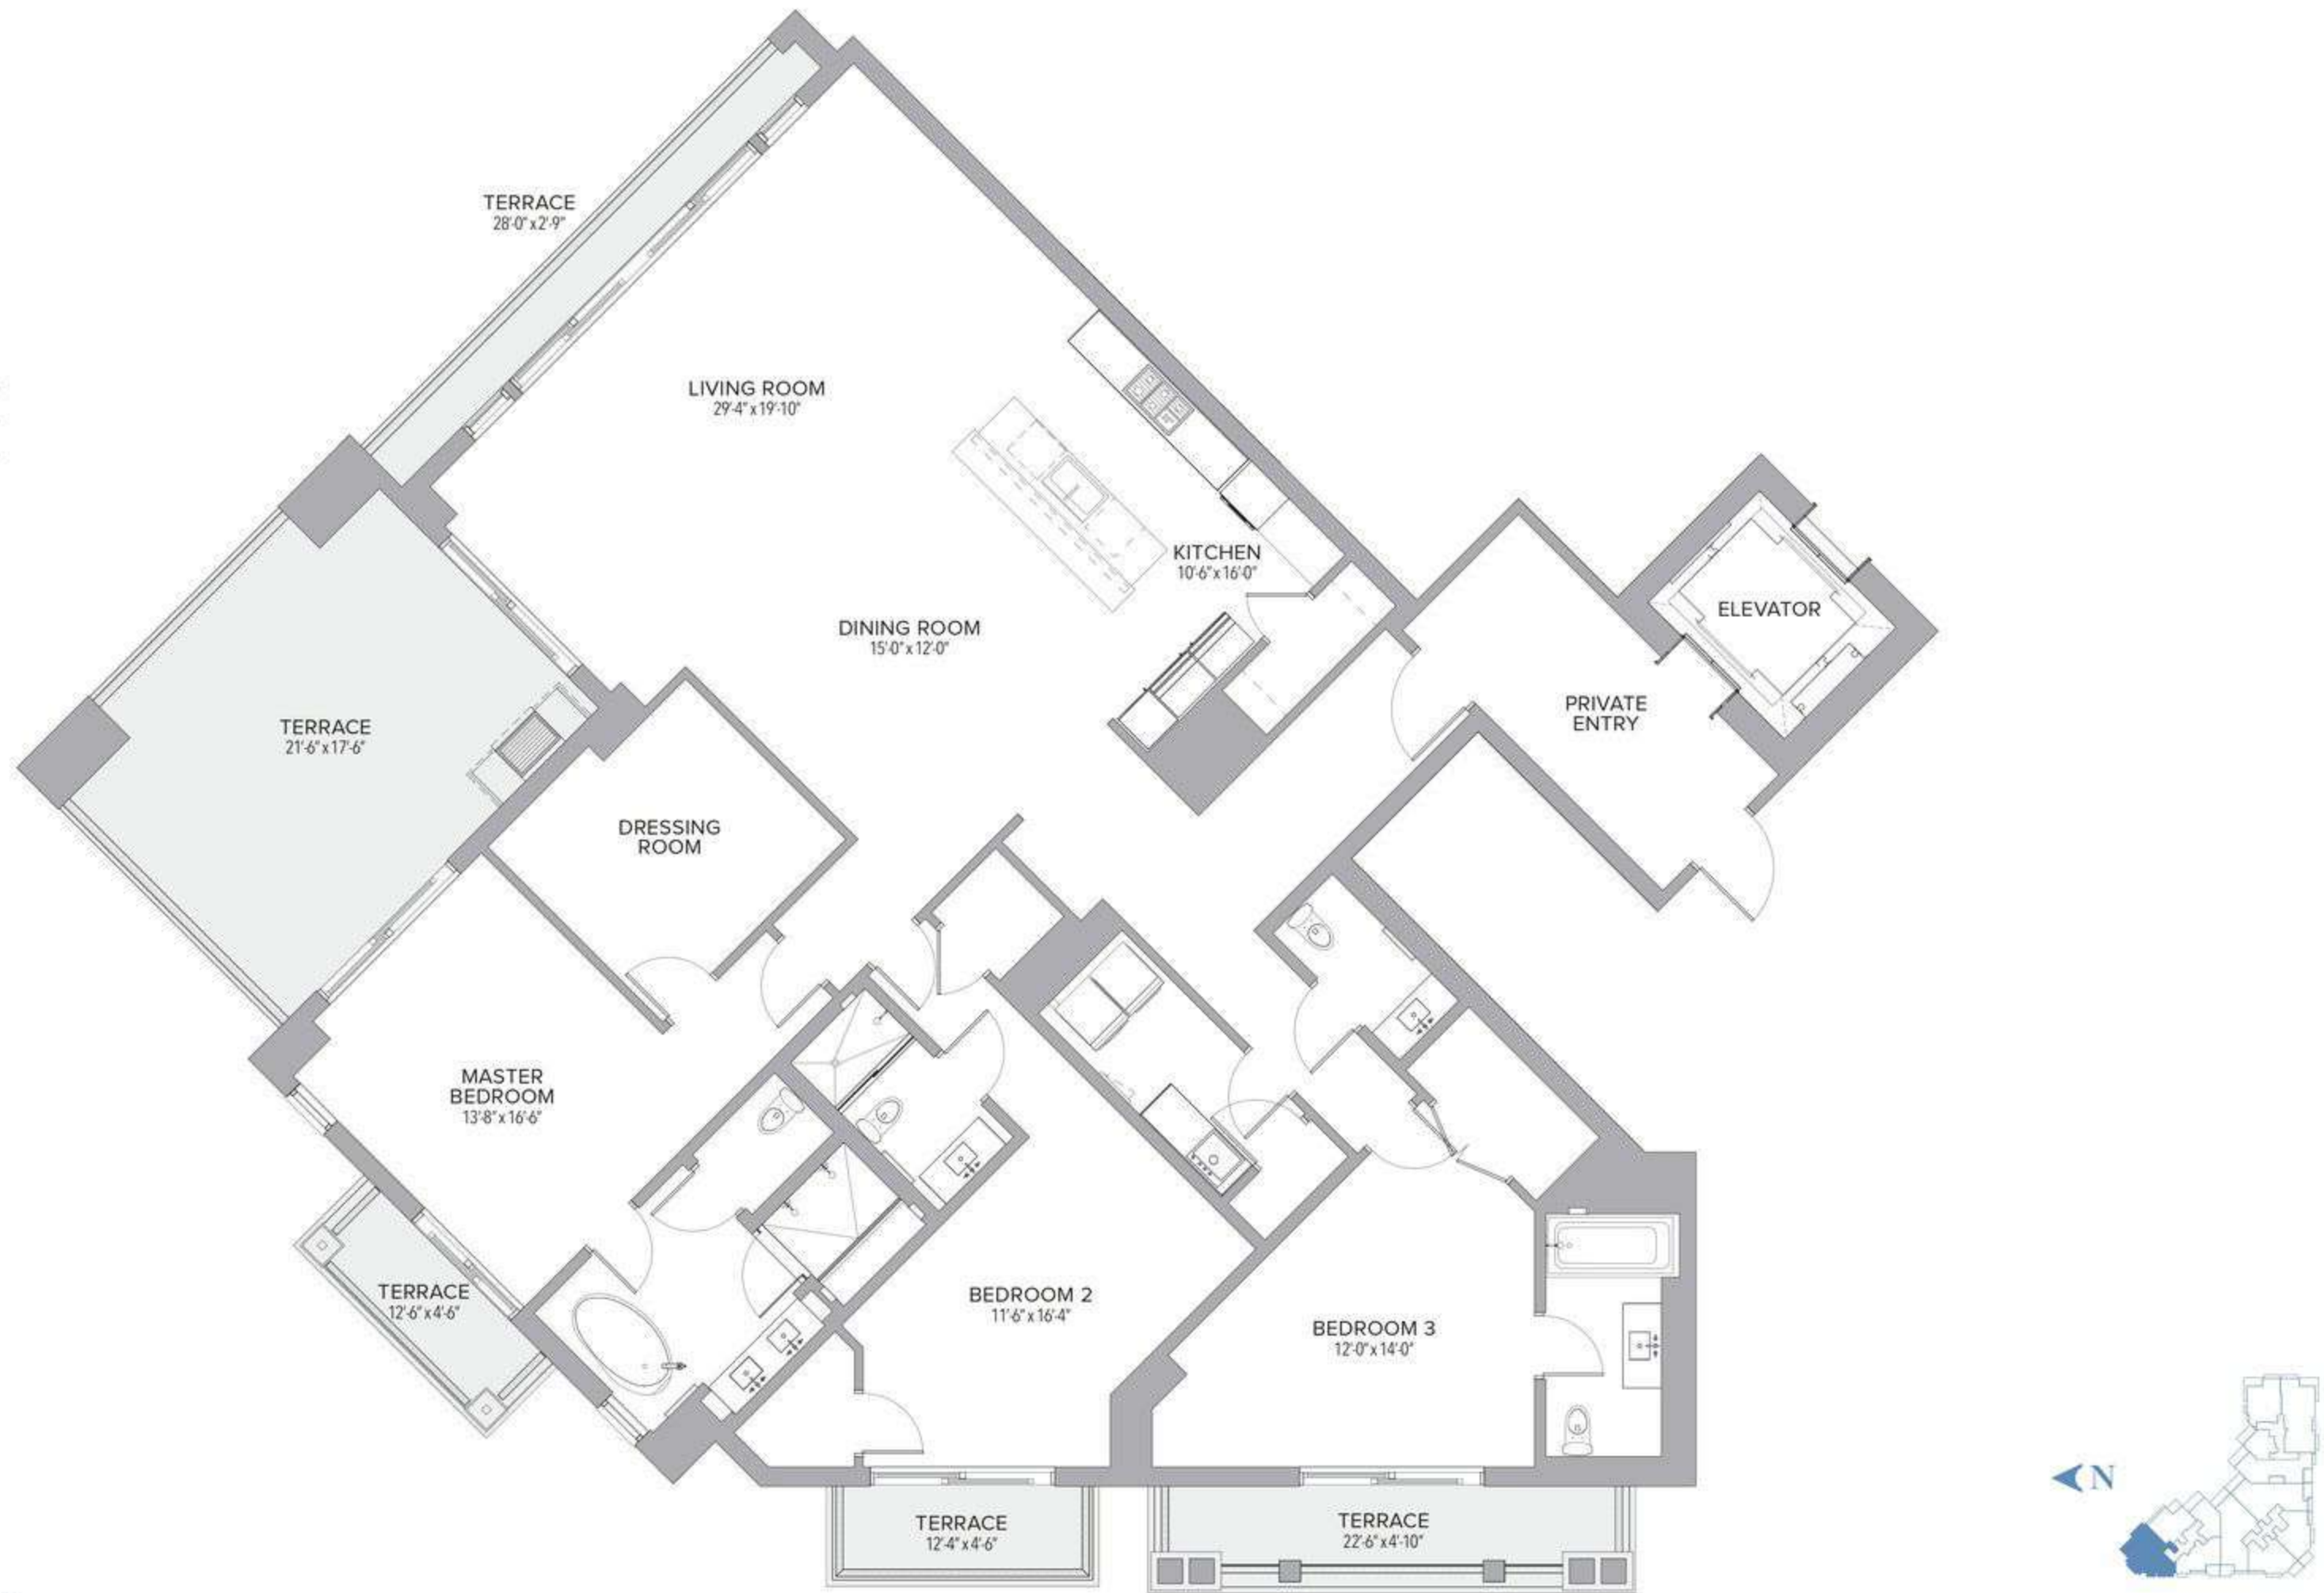 TERRACE
28'-0" x 2'-9"
LIVING ROOM
29'-4" x 19'-10"
KITCHEN
10'-6" x 16'-0"
ELEVATOR
DINING ROOM
15'-0" x 12'-0"
PRIVATE
ENTRY
TERRACE
21'-6" x 17'-6"
DRESSING
ROOM
MASTER
BEDROOM
13'-8" x 16'-6"
TERRACE
12'-6" x 4'-6"
BEDROOM 2
11'-6" x 16'-4"
BEDROOM 3
12'-0" x 14'-0"
TERRACE
12'-4" x 4'-6"
TERRACE
22'-6" x 4'-10"
N